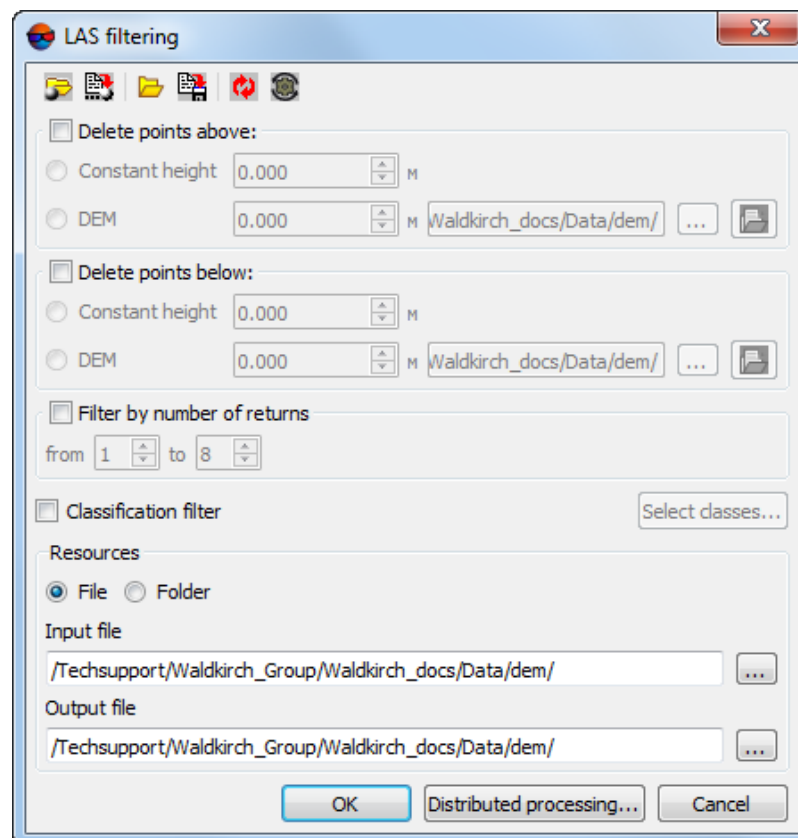 LAS filtering
Delete points above:
Constant height 0.000 м
DEM 0.000 м Waldkirch_docs/Data/dem/ ...
Delete points below:
Constant height 0.000 м
DEM 0.000 м Waldkirch_docs/Data/dem/ ...
Filter by number of returns
from 1 to 8
Classification filter Select classes...
Resources
File Folder
Input file
/Techsupport/Waldkirch_Group/Waldkirch_docs/Data/dem/ ...
Output file
/Techsupport/Waldkirch_Group/Waldkirch_docs/Data/dem/ ...
OK Distributed processing... Cancel